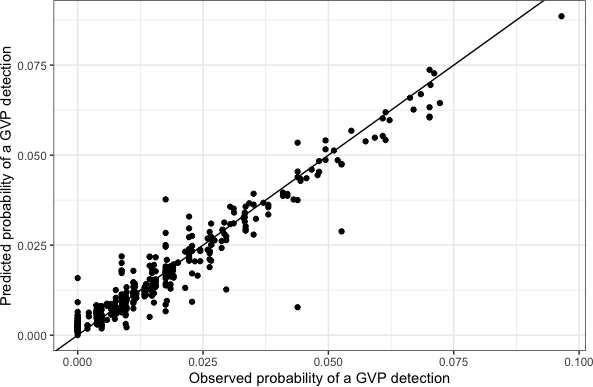 Predicted probability of a GVP detection
0.075
0.050
0.025
0.000
0.000 0.025 0.050 0.075 0.100
Observed probability of a GVP detection